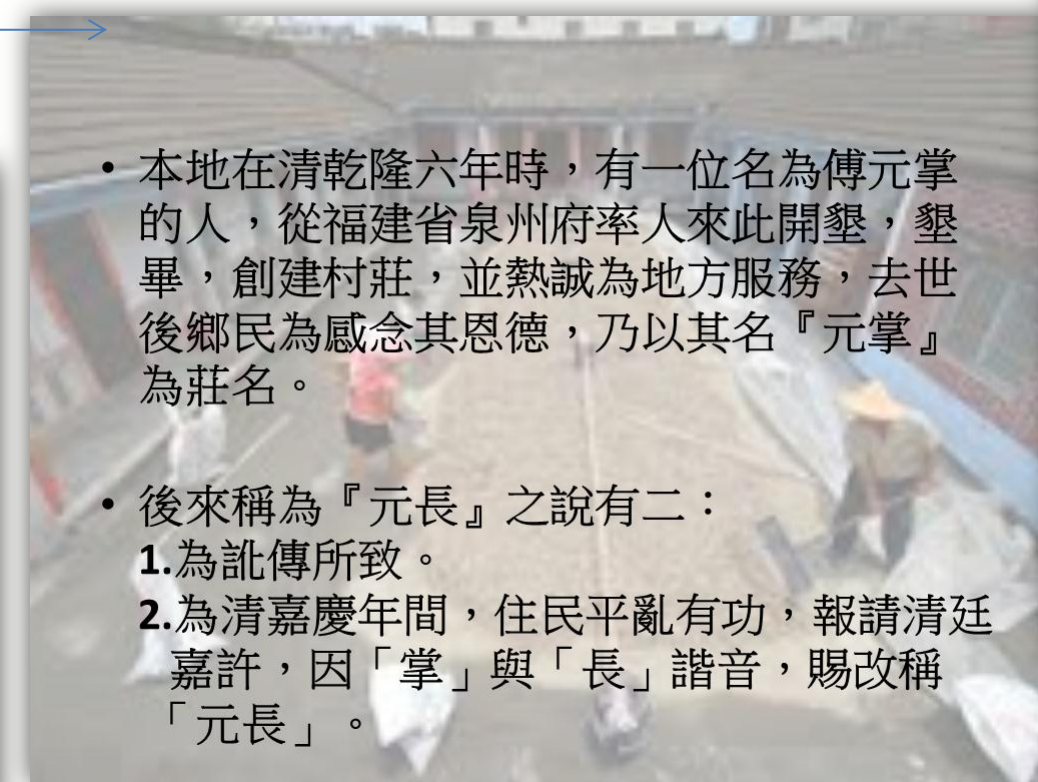 • 本地在清乾隆六年時，有一位名為傅元掌
的人，從福建省泉州府率人來此開墾，墾
畢，創建村莊，並熱誠為地方服務，去世
後鄉民為感念其恩德，乃以其名『元掌』
為莊名。
• 後來稱為『元長』之說有二：
1.為訛傳所致。
2.為清嘉慶年間，住民平亂有功，報請清廷
嘉許，因「掌」與「長」諧音，賜改稱
「元長」。